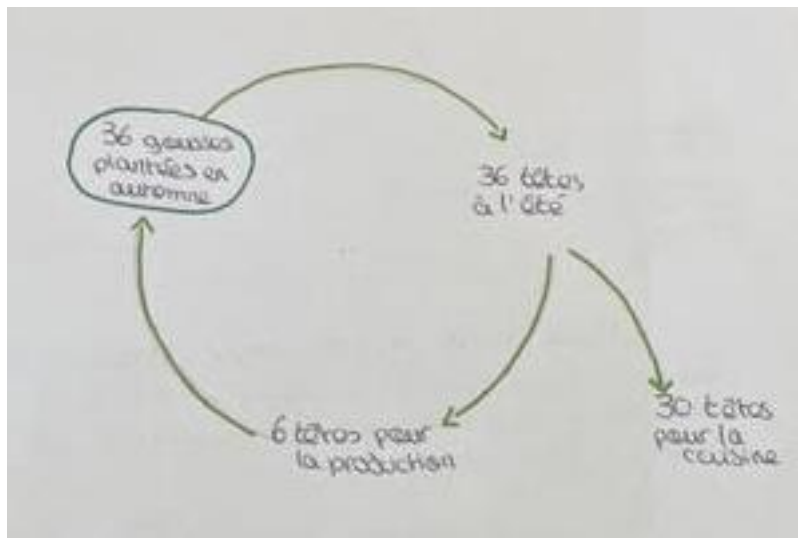 36 gousses
plantées en
automne
36 têtes
à l'été
6 têtes pour
la production
30 têtes
pour la
cuisine